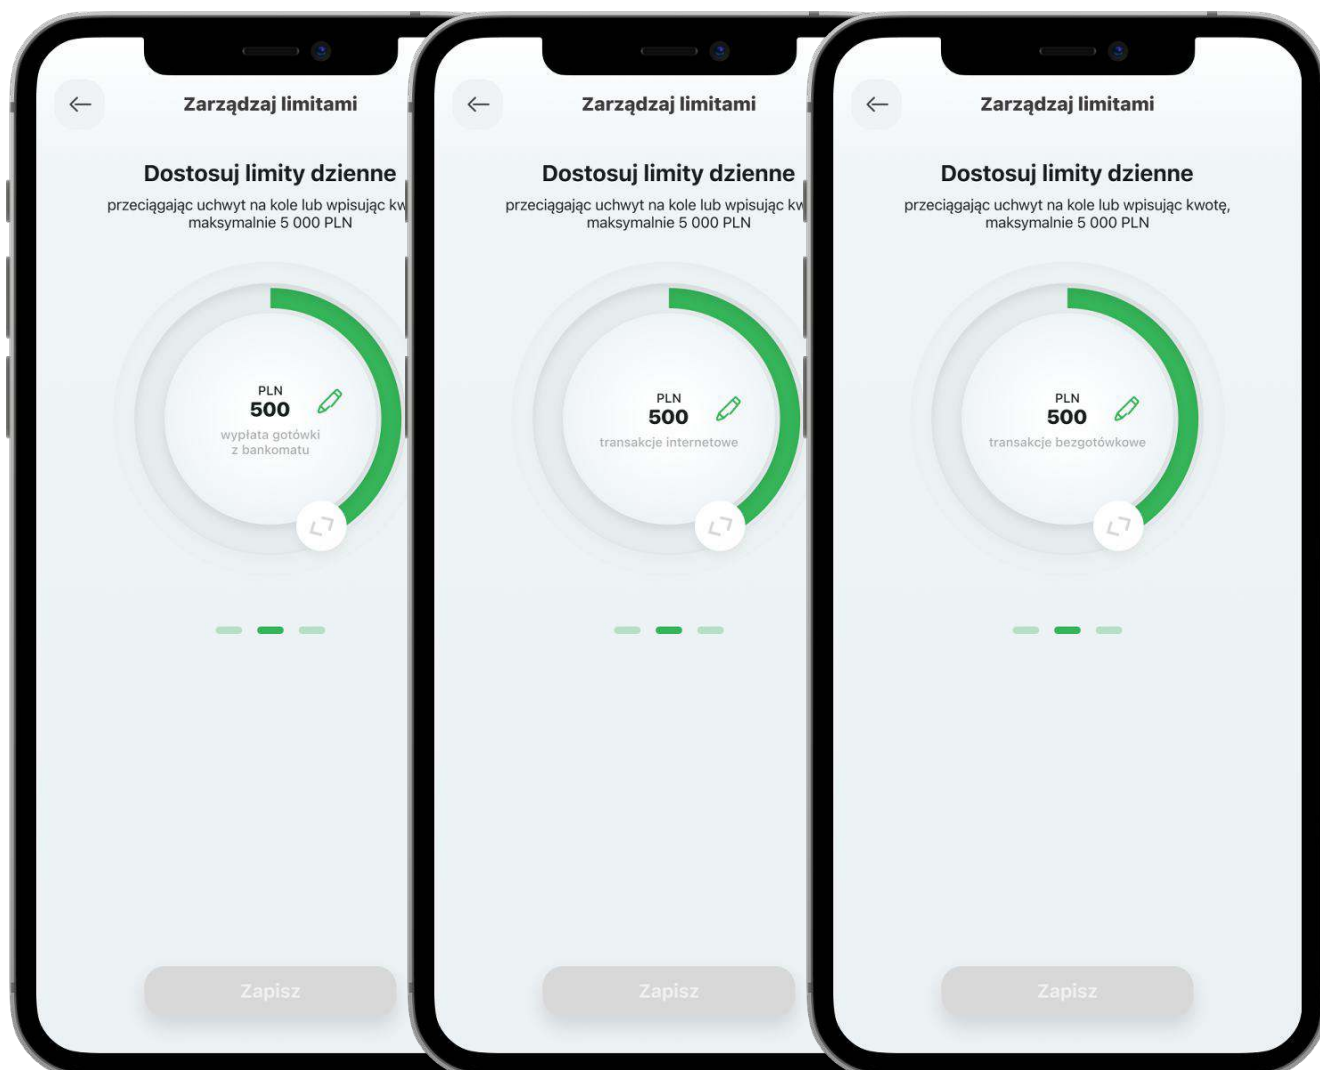 Zarządzaj limitami
Dostosuj limity dzienne
przeciągając uchwyt na kole lub wpisując kw
maksymalnie 5 000 PLN
PLN
500
wypłata gotówki
z bankomatu
Zapisz
Zarządzaj limitami
Dostosuj limity dzienne
przeciągając uchwyt na kole lub wpisując kw
maksymalnie 5 000 PLN
PLN
500
transakcje internetowe
Zapisz
Zarządzaj limitami
Dostosuj limity dzienne
przeciągając uchwyt na kole lub wpisując kwotę,
maksymalnie 5 000 PLN
PLN
500
transakcje bezgotówkowe
Zapisz